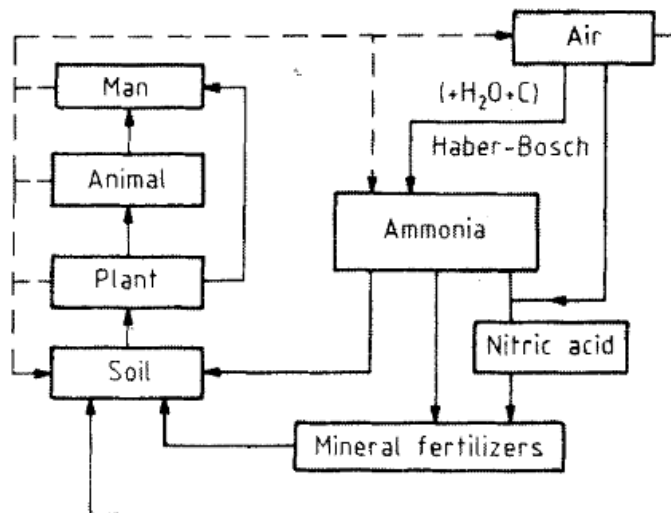 Air
Man
(+H₂O+C)
Haber-Bosch
Animal
Ammonia
Plant
Nitric acid
Soil
Mineral fertilizers